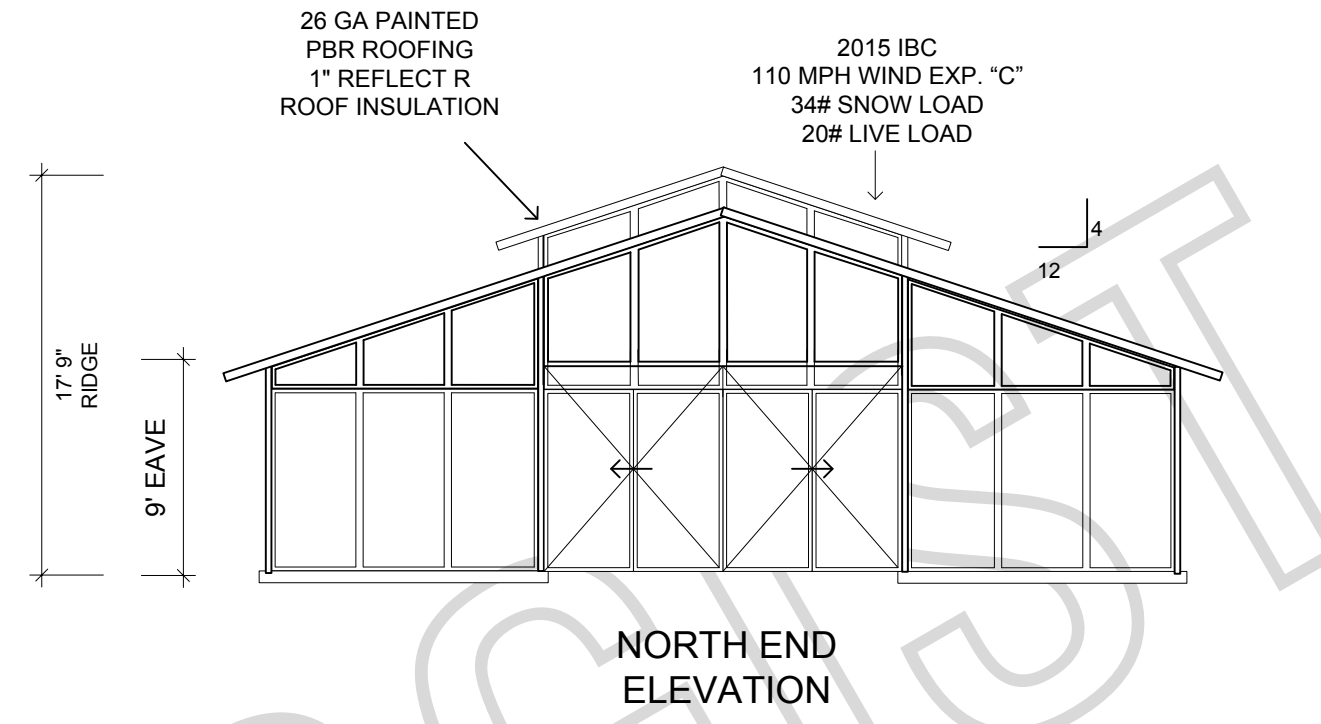 26 GA PAINTED
PBR ROOFING
1" REFLECT R
ROOF INSULATION
2015 IBC
110 MPH WIND EXP. “C”
34# SNOW LOAD
20# LIVE LOAD
4
12
17' 9"
RIDGE
9' EAVE
NORTH END
ELEVATION